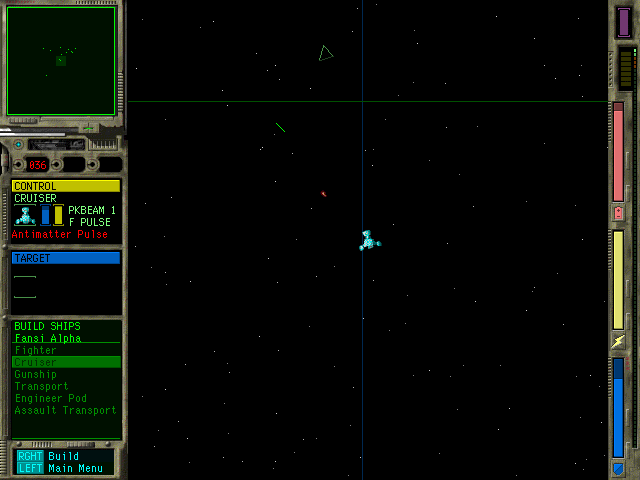 036
CONTROL
CRUISER
PKBEAM 1
F PULSE
Antimatter Pulse
TARGET
BUILD SHIPS
Fansi Alpha
Fighter
Cruiser
Gunship
Transport
Engineer Pod
Assault Transport
RGHT Build
LEFT Main Menu